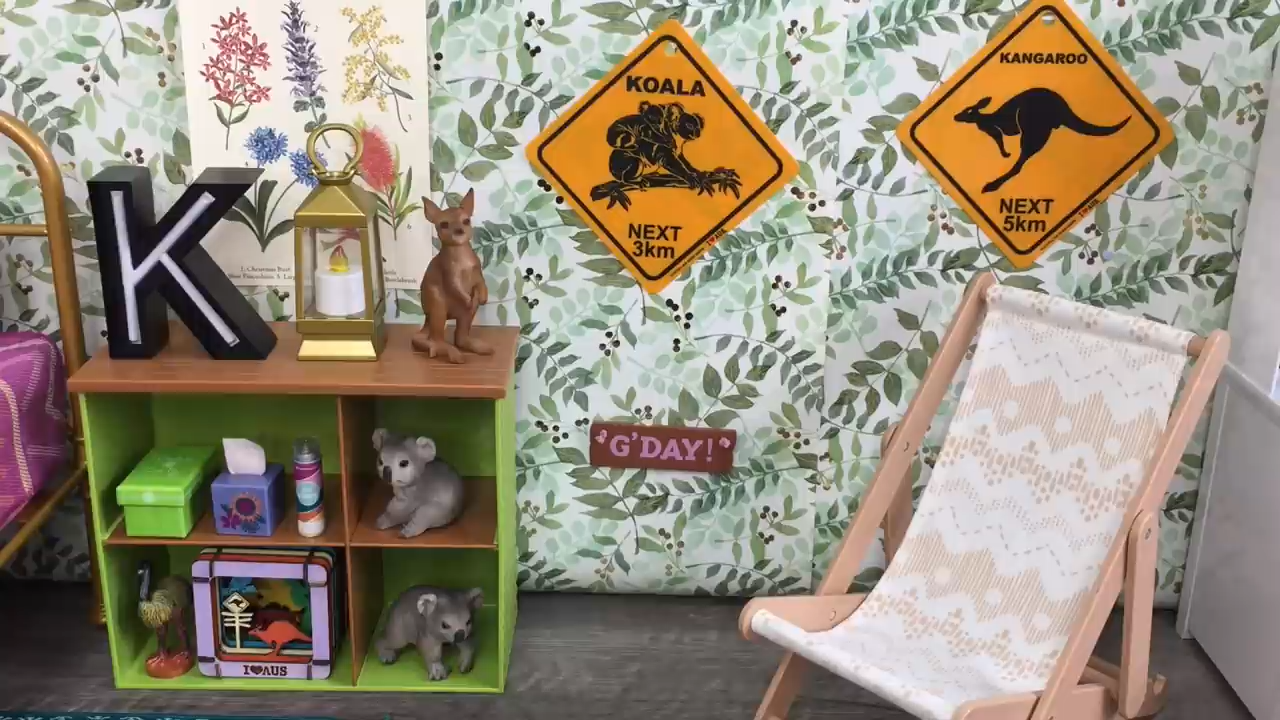 KOALA
NEXT
3km
KANGAROO
NEXT
5km
K
G'DAY!
I ❤ AUS